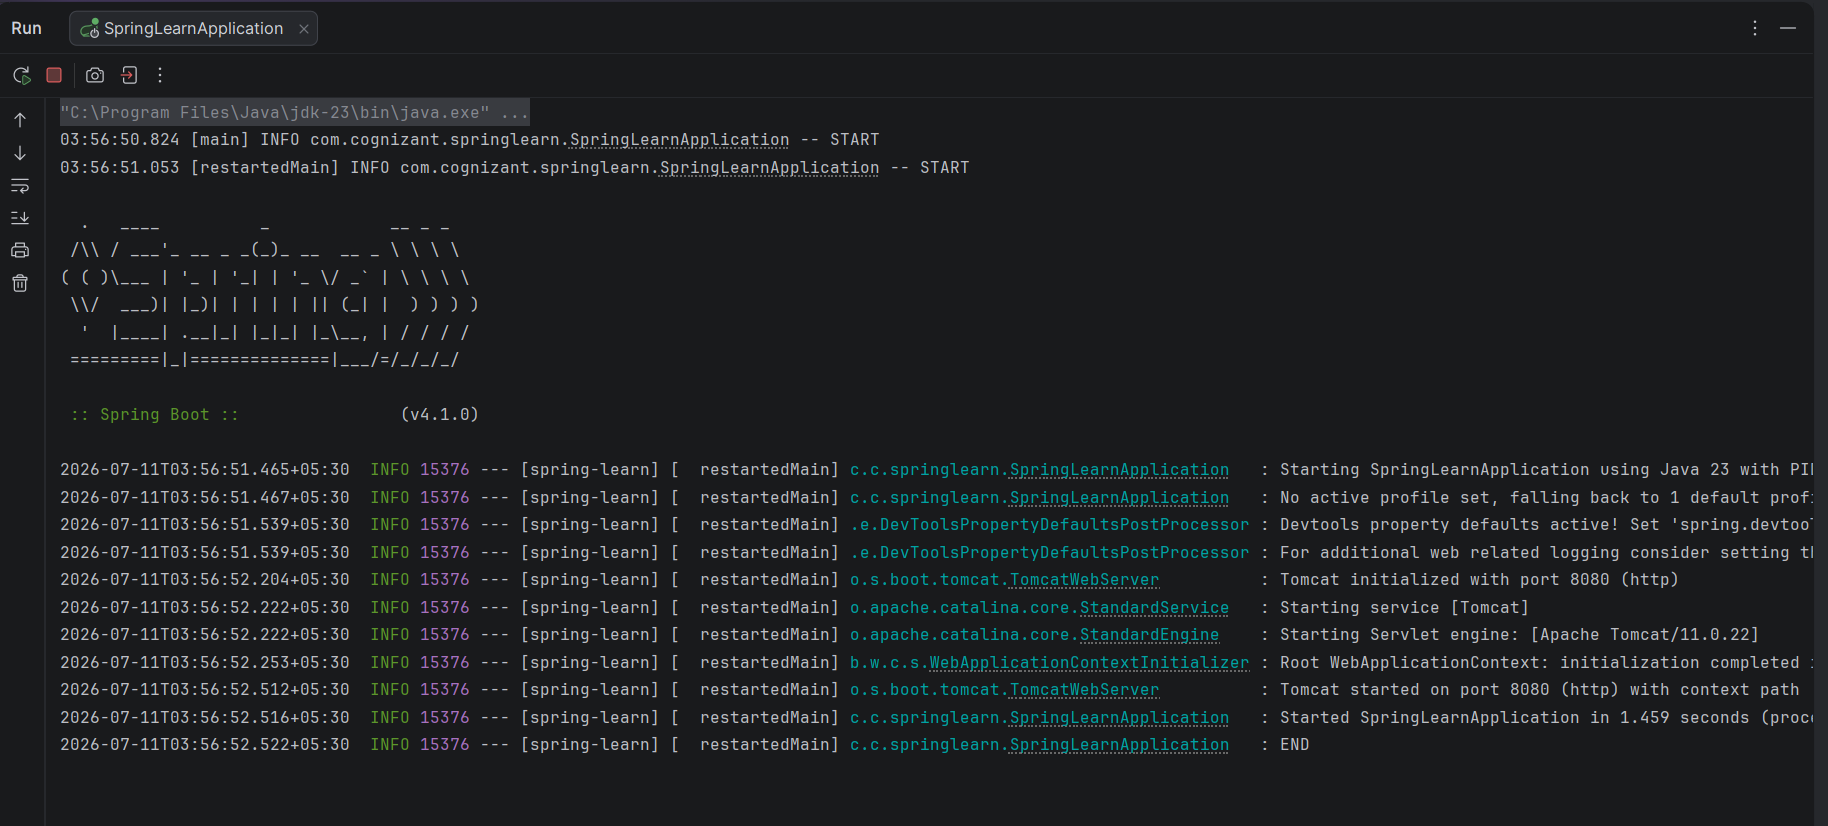 Run SpringLearnApplication
"C:\Program Files\Java\jdk-23\bin\java.exe" ...
03:56:50.824 [main] INFO com.cognizant.springlearn.SpringLearnApplication -- START
03:56:51.053 [restartedMain] INFO com.cognizant.springlearn.SpringLearnApplication -- START
  .   ____          _            __ _ _
 /\\ / ___'_ __ _ _(_)_ __  __ _ \ \ \ \
( ( )\___ | '_ | '_| | '_ \/ _` | \ \ \ \
 \\/  ___)| |_)| | | | | || (_| |  ) ) ) )
  '  |____| .__|_| |_|_| |_\__, | / / / /
 =========|_|==============|___/=/_/_/_/
 :: Spring Boot ::                (v4.1.0)
2026-07-11T03:56:51.465+05:30  INFO 15376 --- [spring-learn] [  restartedMain] c.c.springlearn.SpringLearnApplication   : Starting SpringLearnApplication using Java 23 with PI
2026-07-11T03:56:51.467+05:30  INFO 15376 --- [spring-learn] [  restartedMain] c.c.springlearn.SpringLearnApplication   : No active profile set, falling back to 1 default prof
2026-07-11T03:56:51.539+05:30  INFO 15376 --- [spring-learn] [  restartedMain] .e.DevToolsPropertyDefaultsPostProcessor : Devtools property defaults active! Set 'spring.devtool
2026-07-11T03:56:51.539+05:30  INFO 15376 --- [spring-learn] [  restartedMain] .e.DevToolsPropertyDefaultsPostProcessor : For additional web related logging consider setting t
2026-07-11T03:56:52.204+05:30  INFO 15376 --- [spring-learn] [  restartedMain] o.s.boot.tomcat.TomcatWebServer          : Tomcat initialized with port 8080 (http)
2026-07-11T03:56:52.222+05:30  INFO 15376 --- [spring-learn] [  restartedMain] o.apache.catalina.core.StandardService   : Starting service [Tomcat]
2026-07-11T03:56:52.222+05:30  INFO 15376 --- [spring-learn] [  restartedMain] o.apache.catalina.core.StandardEngine    : Starting Servlet engine: [Apache Tomcat/11.0.22]
2026-07-11T03:56:52.253+05:30  INFO 15376 --- [spring-learn] [  restartedMain] b.w.c.s.WebApplicationContextInitializer : Root WebApplicationContext: initialization completed
2026-07-11T03:56:52.512+05:30  INFO 15376 --- [spring-learn] [  restartedMain] o.s.boot.tomcat.TomcatWebServer          : Tomcat started on port 8080 (http) with context path
2026-07-11T03:56:52.516+05:30  INFO 15376 --- [spring-learn] [  restartedMain] c.c.springlearn.SpringLearnApplication   : Started SpringLearnApplication in 1.459 seconds (proc
2026-07-11T03:56:52.522+05:30  INFO 15376 --- [spring-learn] [  restartedMain] c.c.springlearn.SpringLearnApplication   : END